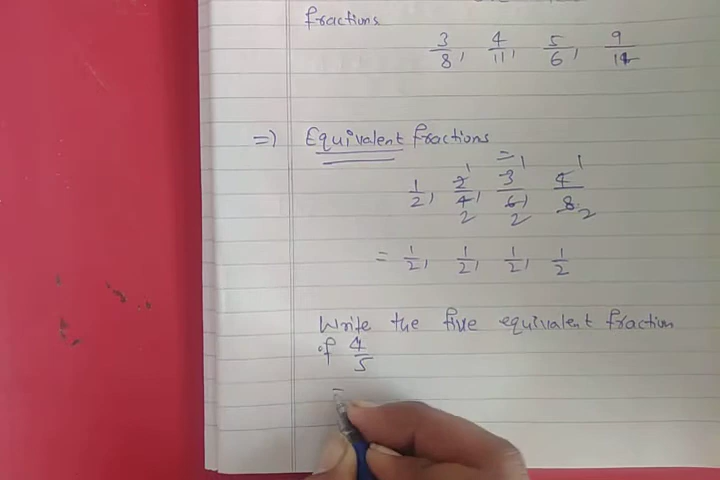 fractions
3/8, 4/11, 5/6, 9/14
=) Equivalent fractions
1/2, 2/4, 3/6, 4/8
= 1/2, 1/2, 1/2, 1/2
Write the five equivalent fraction
of 4/5